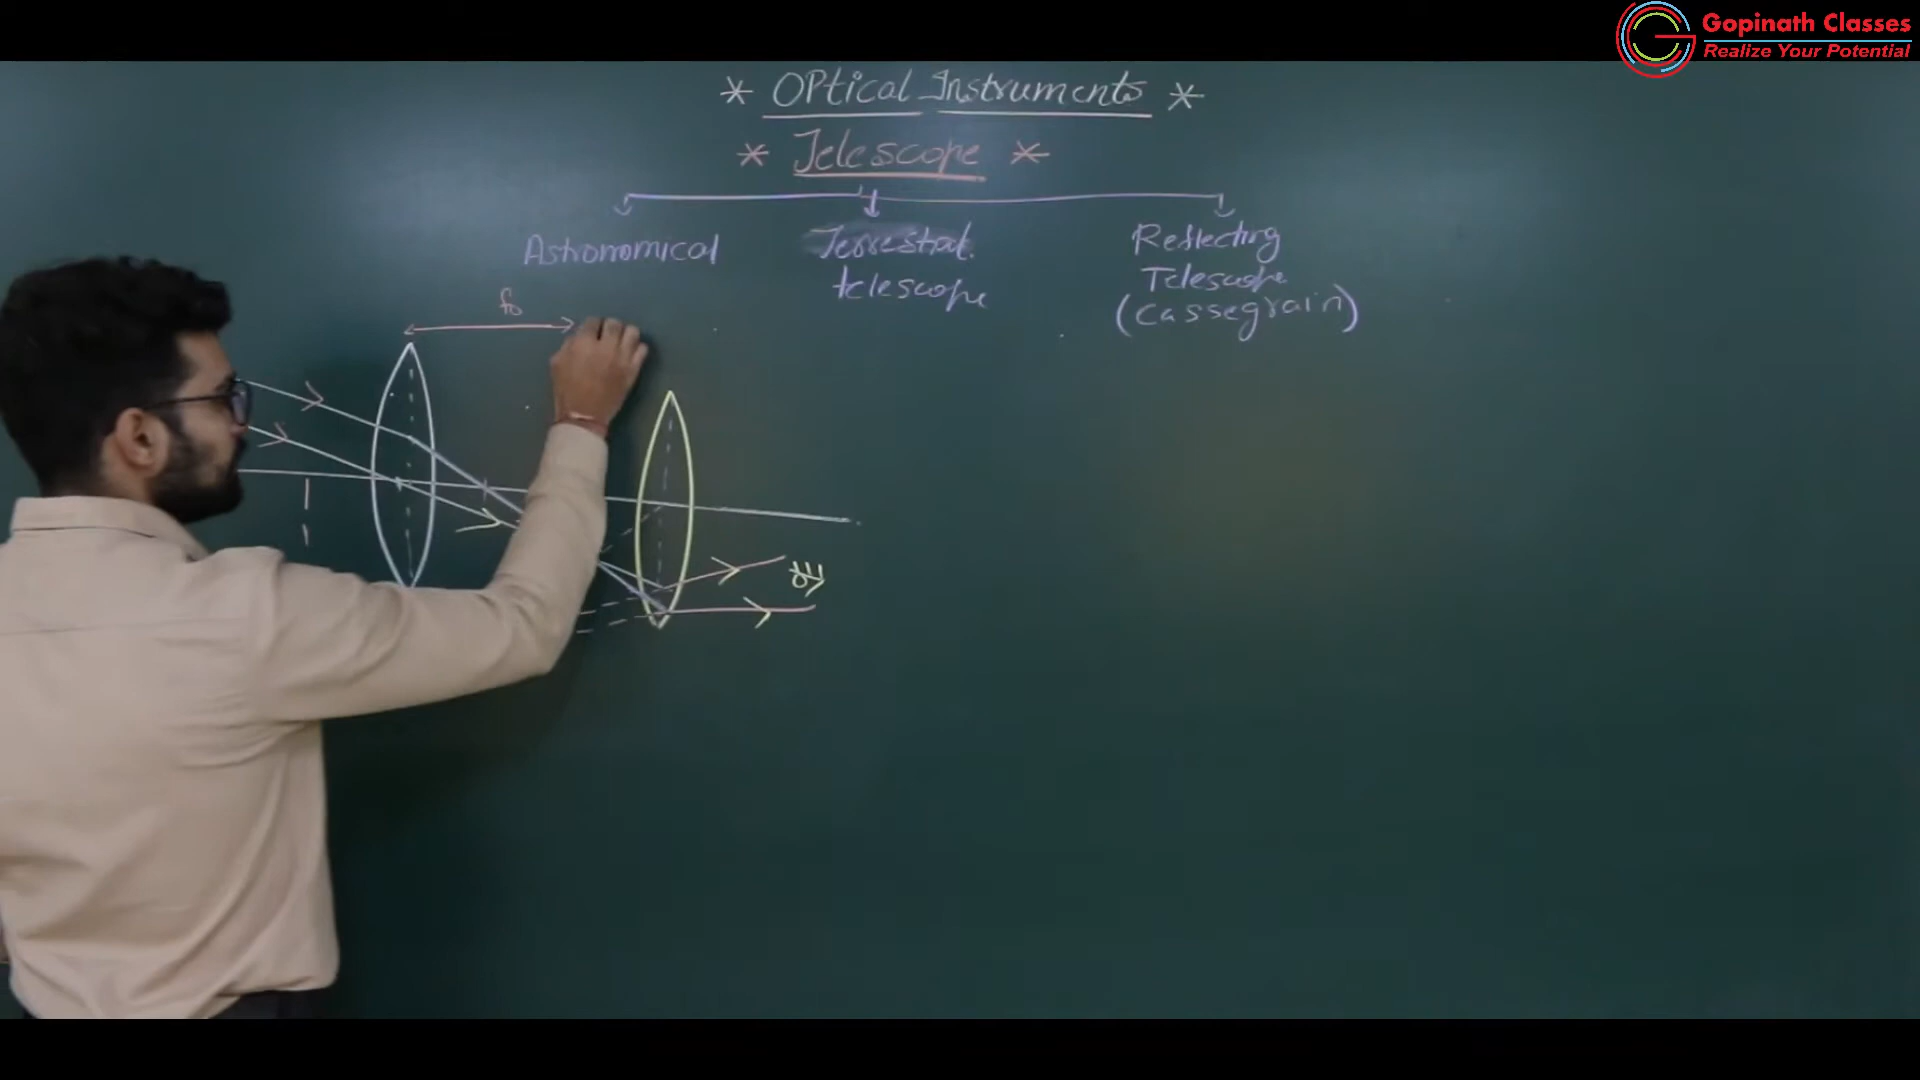 Gopinath Classes
Realize Your Potential
* OPtical Instruments *
* Telescope *
Astronomical
Terrestrial
telescope
Reflecting
Telescope
(Cassegrain)
fo